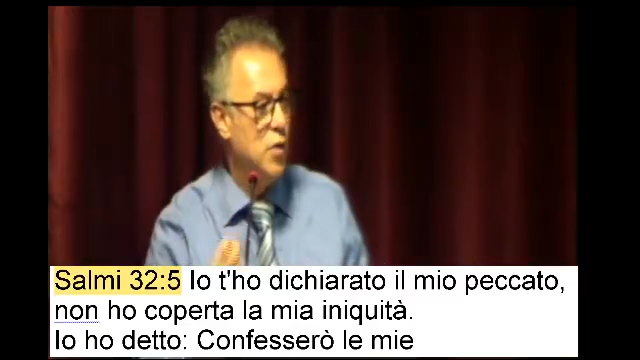 Salmi 32:5 Io t'ho dichiarato il mio peccato,
non ho coperta la mia iniquità.
Io ho detto: Confesserò le mie